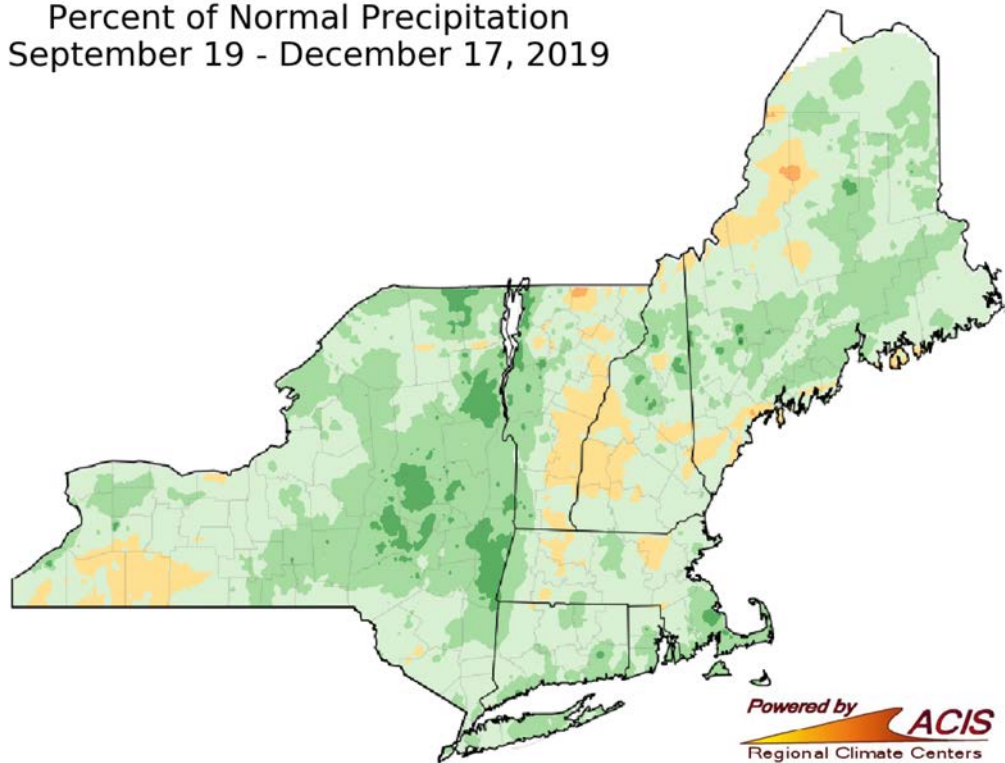 Percent of Normal Precipitation
September 19 - December 17, 2019
Powered by
ACIS
Regional Climate Centers